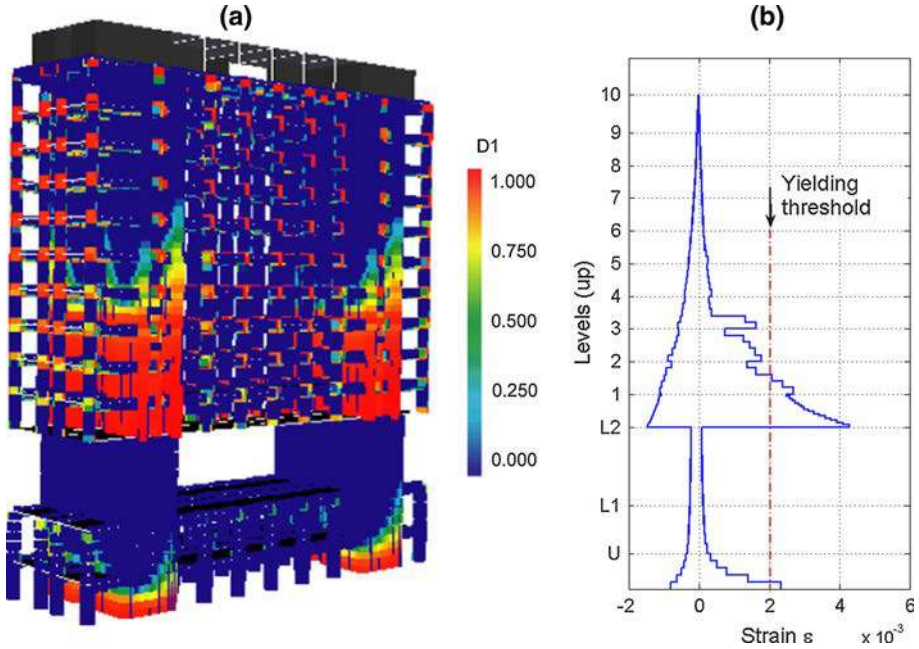 (a)
(b)
D1
1.000
0.750
0.500
0.250
0.000
Levels (up)
10
9
8
7
6
5
4
3
2
1
L2
L1
U
Yielding
threshold
-2
0
2
4
6
Strain ε
x 10⁻³